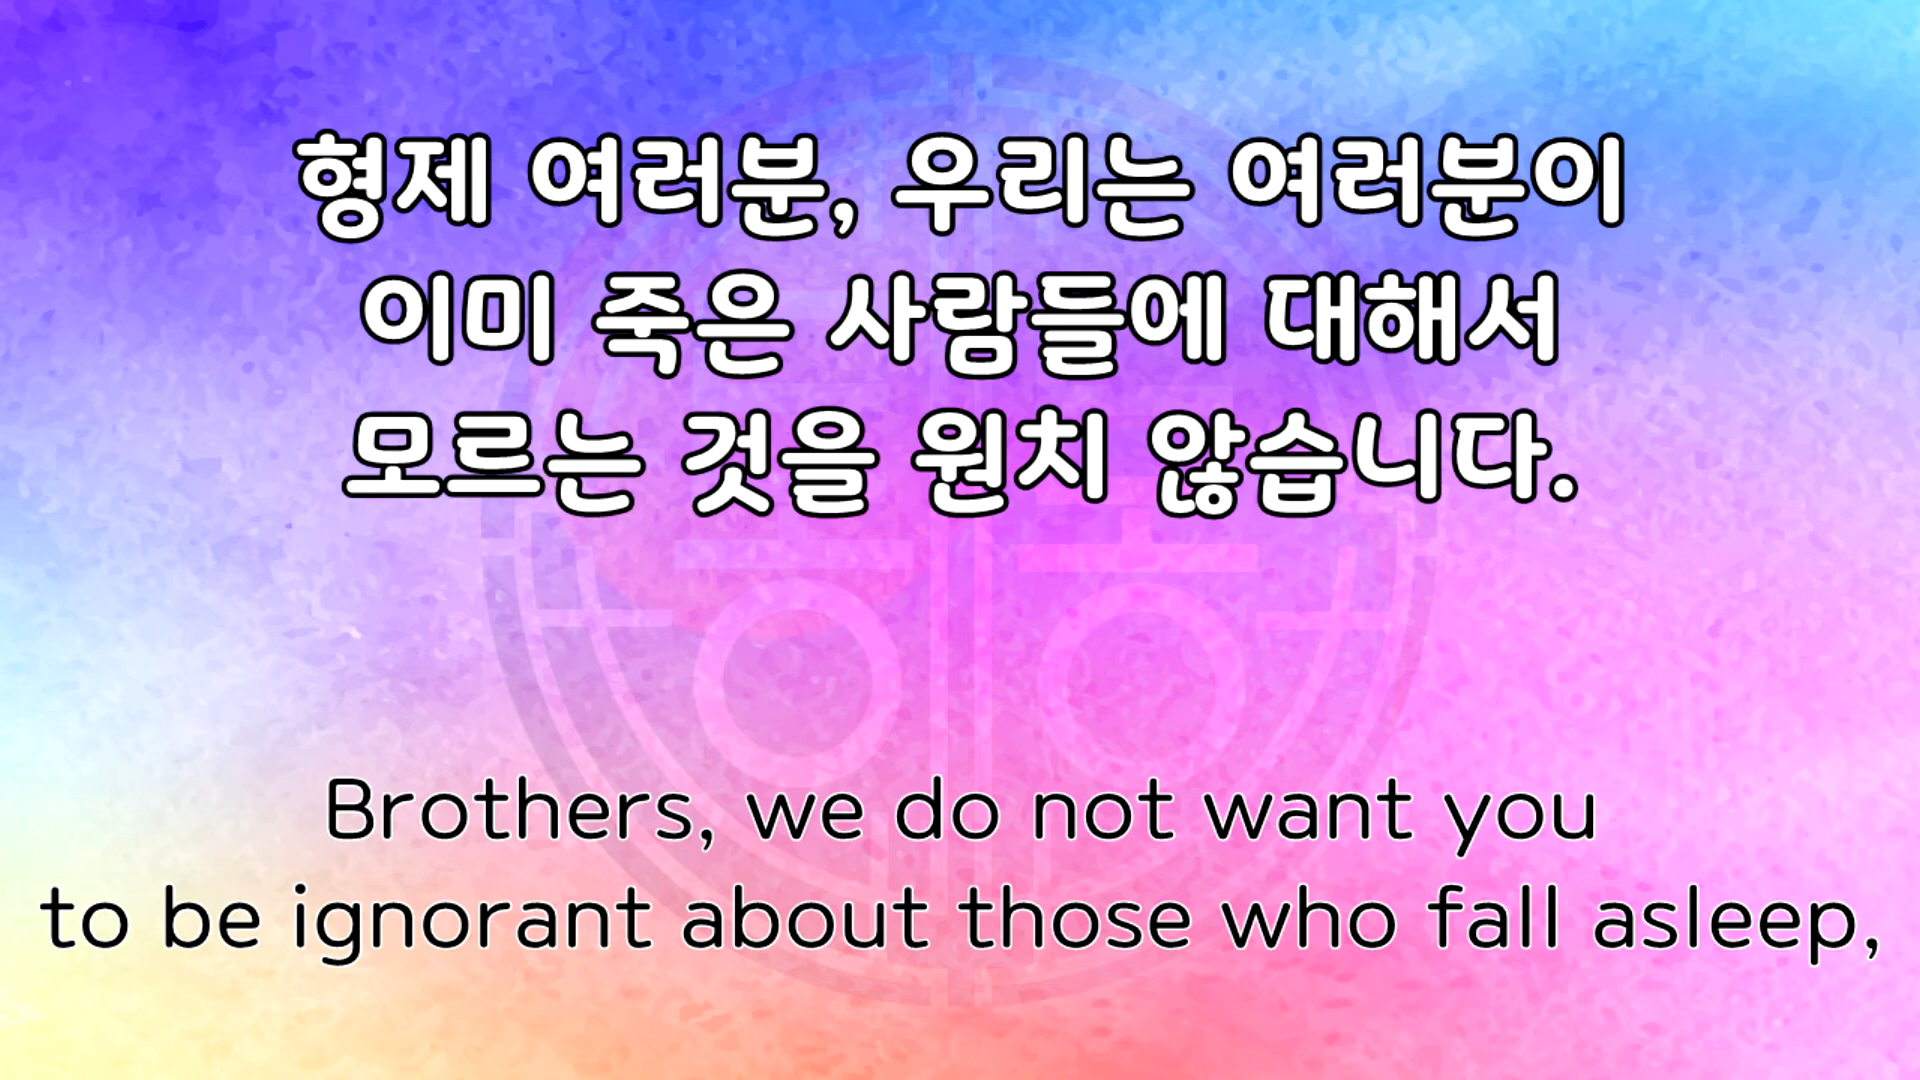 형제 여러분, 우리는 여러분이
이미 죽은 사람들에 대해서
모르는 것을 원치 않습니다.
Brothers, we do not want you
to be ignorant about those who fall asleep,